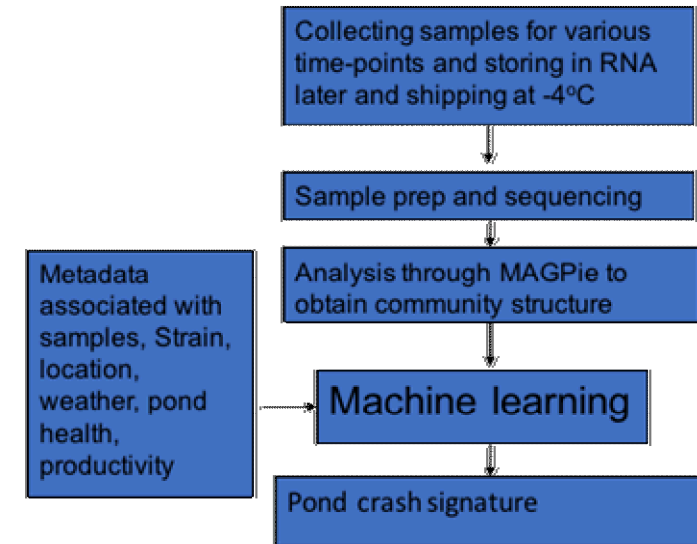 Collecting samples for various
time-points and storing in RNA
later and shipping at -4°C
Sample prep and sequencing
Analysis through MAGPie to
obtain community structure
Metadata
associated with
samples, Strain,
location,
weather, pond
health,
productivity
Machine learning
Pond crash signature